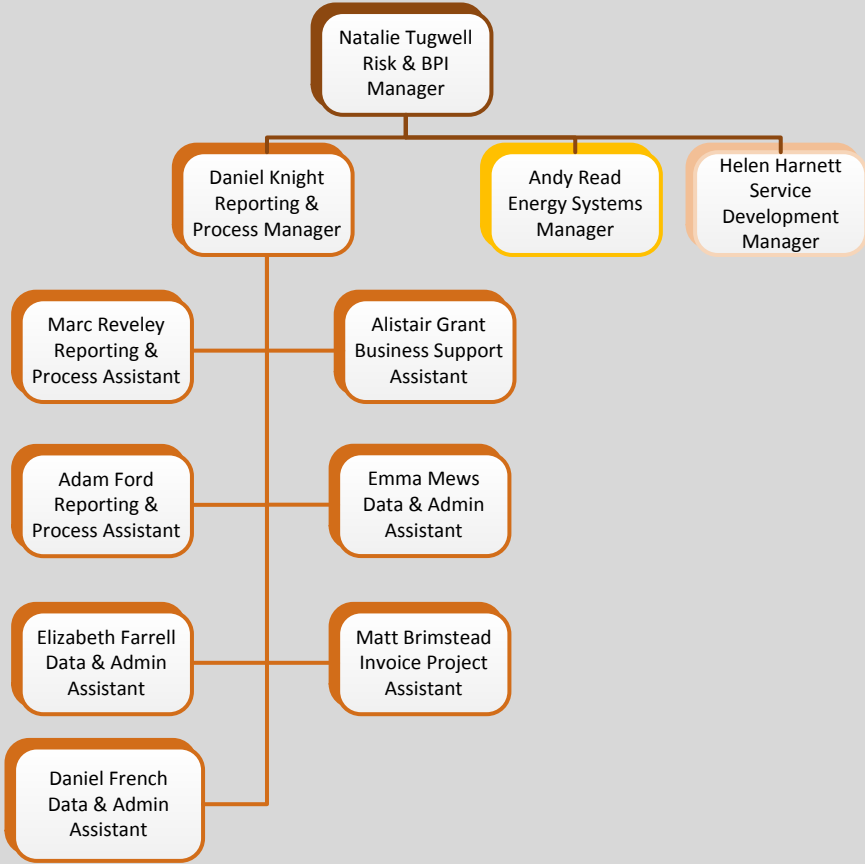 Natalie Tugwell
Risk & BPI
Manager
Daniel Knight
Reporting &
Process Manager
Andy Read
Energy Systems
Manager
Helen Harnett
Service
Development
Manager
Marc Reveley
Reporting &
Process Assistant
Alistair Grant
Business Support
Assistant
Adam Ford
Reporting &
Process Assistant
Emma Mews
Data & Admin
Assistant
Elizabeth Farrell
Data & Admin
Assistant
Matt Brimstead
Invoice Project
Assistant
Daniel French
Data & Admin
Assistant